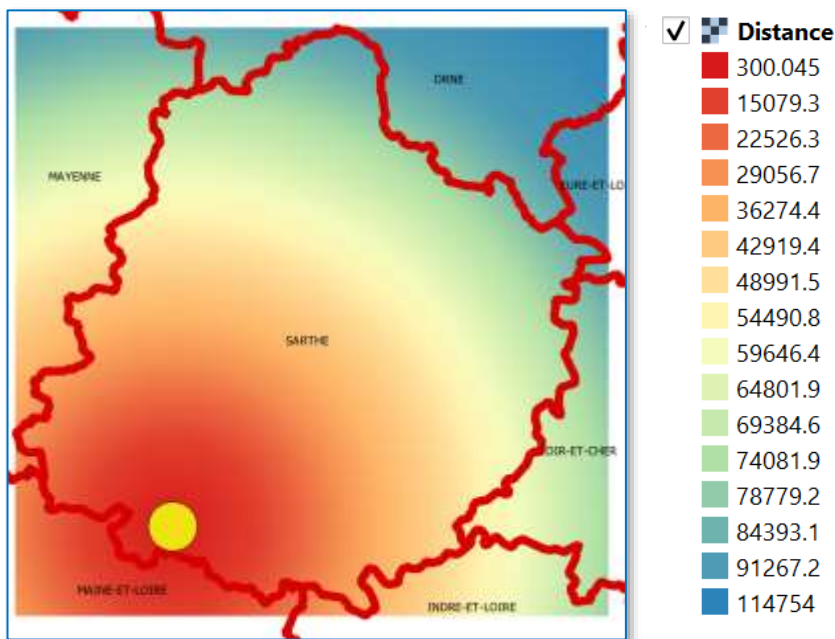 ORNE
MAYENNE
EURE-ET-LO
SARTHE
OIR-ET-CHER
MAINE-ET-LOIRE
INDRE-ET-LOIRE
Distance
300.045
15079.3
22526.3
29056.7
36274.4
42919.4
48991.5
54490.8
59646.4
64801.9
69384.6
74081.9
78779.2
84393.1
91267.2
114754